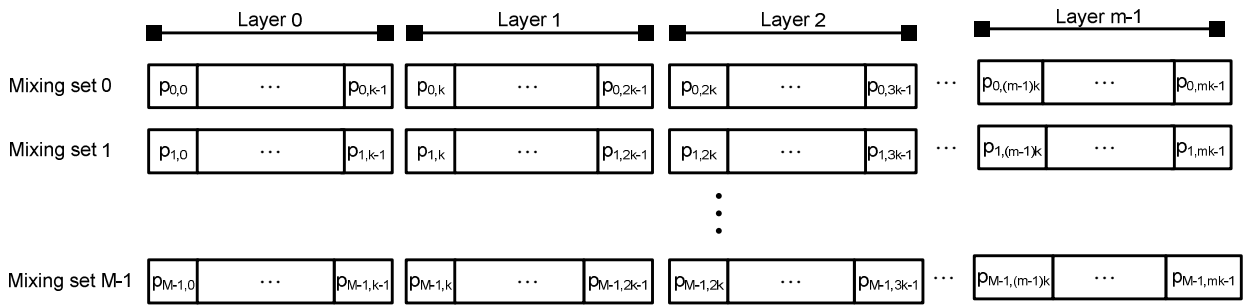 Layer 0 Layer 1 Layer 2 Layer m-1
Mixing set 0 p0,0 ... p0,k-1 p0,k ... p0,2k-1 p0,2k ... p0,3k-1 ... p0,(m-1)k ... p0,mk-1
Mixing set 1 p1,0 ... p1,k-1 p1,k ... p1,2k-1 p1,2k ... p1,3k-1 ... p1,(m-1)k ... p1,mk-1
Mixing set M-1 pM-1,0 ... pM-1,k-1 pM-1,k ... pM-1,2k-1 pM-1,2k ... pM-1,3k-1 ... pM-1,(m-1)k ... pM-1,mk-1